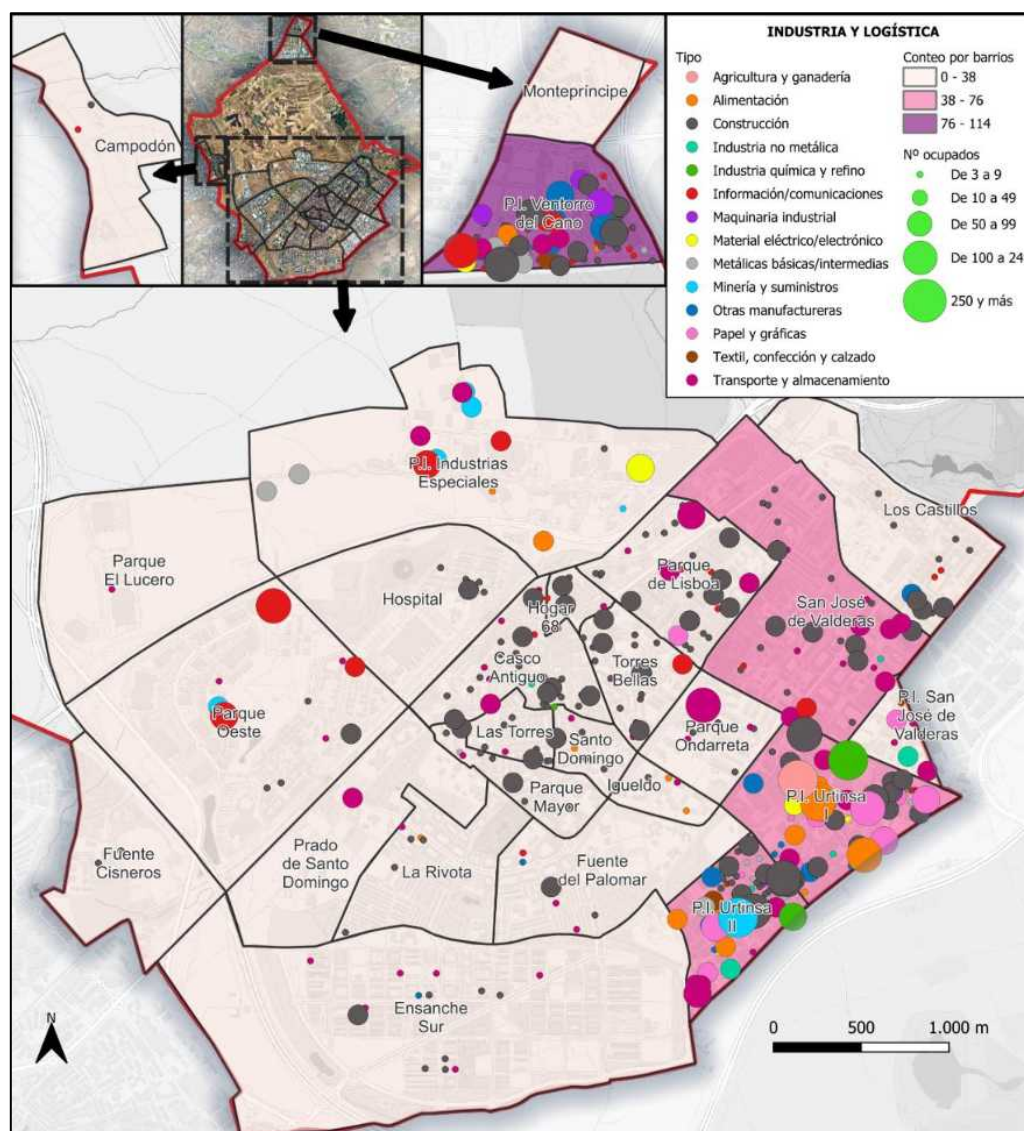 Campodón
Montepríncipe
P.I. Ventorro
del Cano
INDUSTRIA Y LOGÍSTICA
Tipo
Agricultura y ganadería
Alimentación
Construcción
Industria no metálica
Industria química y refino
Información/comunicaciones
Maquinaria industrial
Material eléctrico/electrónico
Metálicas básicas/intermedias
Minería y suministros
Otras manufactureras
Papel y gráficas
Textil, confección y calzado
Transporte y almacenamiento
Conteo por barrios
0 - 38
38 - 76
76 - 114
Nº ocupados
De 3 a 9
De 10 a 49
De 50 a 99
De 100 a 24
250 y más
P.I. Industrias
Especiales
Los Castillos
Parque
El Lucero
Hospital
Parque
de Lisboa
Hogar
68
San José
de Valderas
Casco
Antiguo
Torres
Bellas
P.I. San
José de
Valderas
Parque
Oeste
Las Torres
Santo
Domingo
Parque
Ondarreta
Igueldo
Parque
Mayor
P.I. Urtinsa
I
Fuente
Cisneros
Prado
de Santo
Domingo
La Rivota
Fuente
del Palomar
P.I. Urtinsa
II
Ensanche
Sur
N
0 500 1.000 m